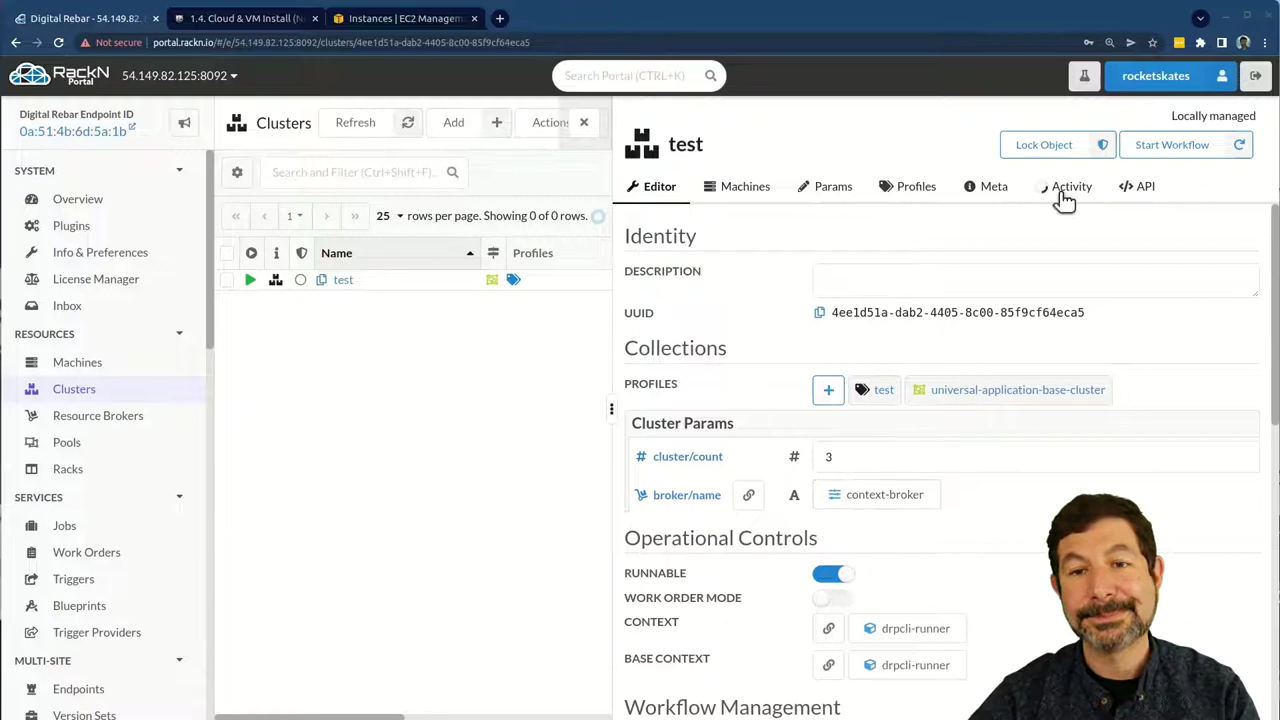 Digital Rebar - 54.149.82.
1.4. Cloud & VM Install (N
Instances | EC2 Managem
Not secure
portal.rackn.io/#/e/54.149.82.125:8092/clusters/4ee1d51a-dab2-4405-8c00-85f9cf64eca5
RackN Portal
54.149.82.125:8092
Search Portal (CTRL+K)
rocketskates
Digital Rebar Endpoint ID
0a:51:4b:6d:5a:1b
SYSTEM
Overview
Plugins
Info & Preferences
License Manager
Inbox
RESOURCES
Machines
Clusters
Resource Brokers
Pools
Racks
SERVICES
Jobs
Work Orders
Triggers
Blueprints
Trigger Providers
MULTI-SITE
Endpoints
Version Sets
Clusters
Refresh
Add
Action
Search and Filter (Ctrl+Shift+F)..
1
25 rows per page. Showing 0 of 0 rows.
Name
Profiles
test
Locally managed
test
Lock Object
Start Workflow
Editor
Machines
Params
Profiles
Meta
Activity
API
Identity
DESCRIPTION
UUID
4ee1d51a-dab2-4405-8c00-85f9cf64eca5
Collections
PROFILES
test
universal-application-base-cluster
Cluster Params
cluster/count
3
broker/name
A
context-broker
Operational Controls
RUNNABLE
WORK ORDER MODE
CONTEXT
drpcli-runner
BASE CONTEXT
drpcli-runner
Workflow Management